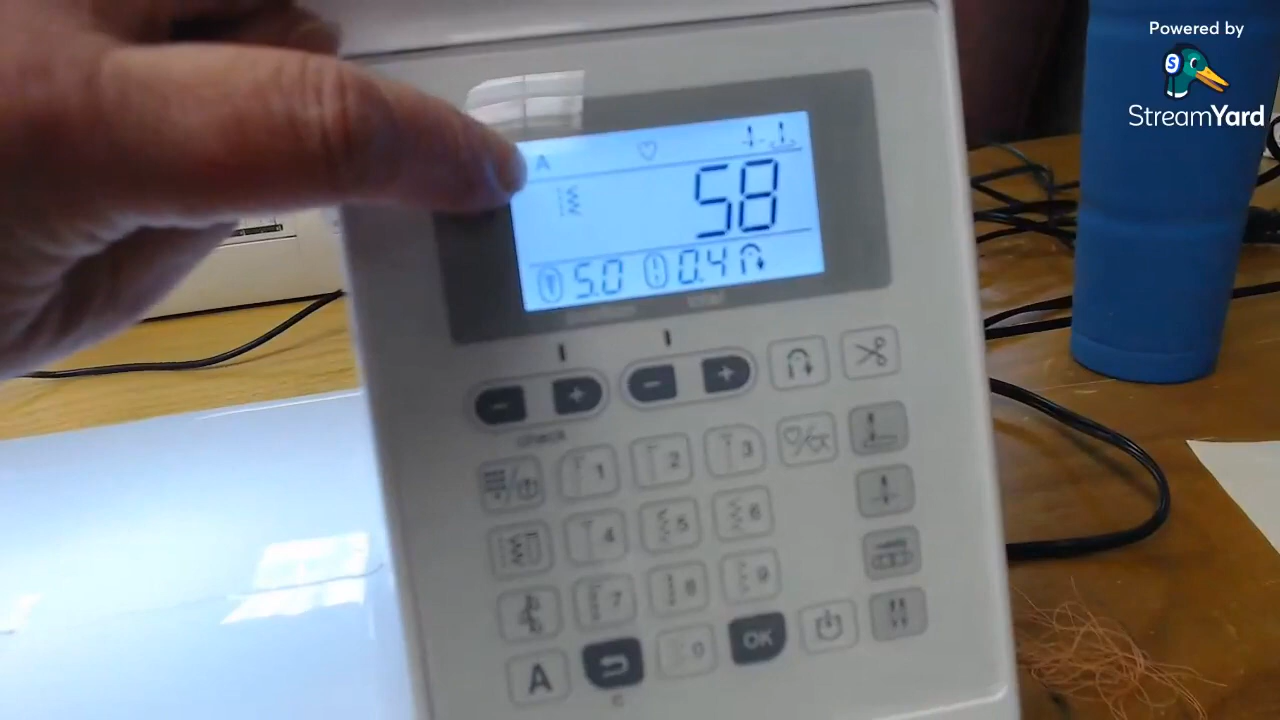 Powered by
StreamYard
S
A
58
5.0 0.4
- + - +
1 2 3
4 5 6
7 8 9
A 0 OK